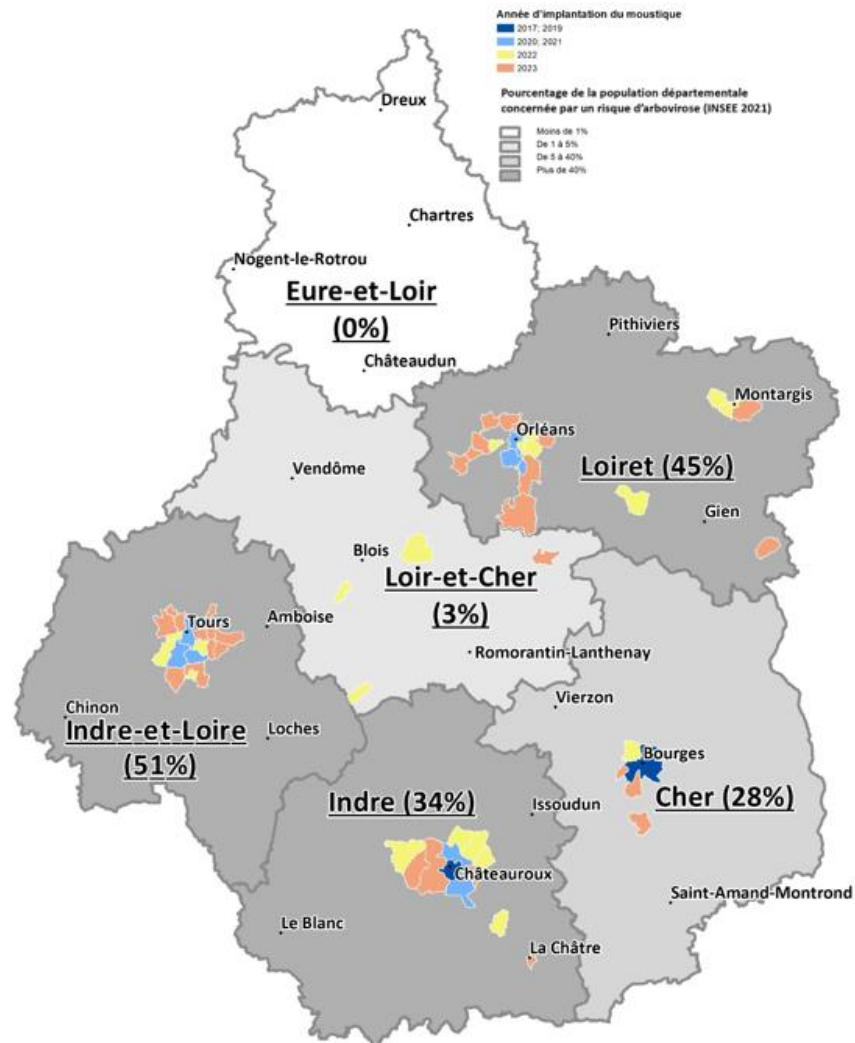 Année d'implantation du moustique
2017; 2019
2020; 2021
2022
2023
Pourcentage de la population départementale
concernée par un risque d'arbovirose (INSEE 2021)
Moins de 1%
De 1 à 5%
De 5 à 40%
Plus de 40%
Dreux
Chartres
Nogent-le-Rotrou
Eure-et-Loir
(0%)
Châteaudun
Pithiviers
Montargis
Orléans
Loiret (45%)
Gien
Vendôme
Blois
Loir-et-Cher
(3%)
Romorantin-Lanthenay
Tours
Amboise
Chinon
Loches
Indre-et-Loire
(51%)
Vierzon
Bourges
Cher (28%)
Saint-Amand-Montrond
Indre (34%)
Issoudun
Châteauroux
Le Blanc
La Châtre